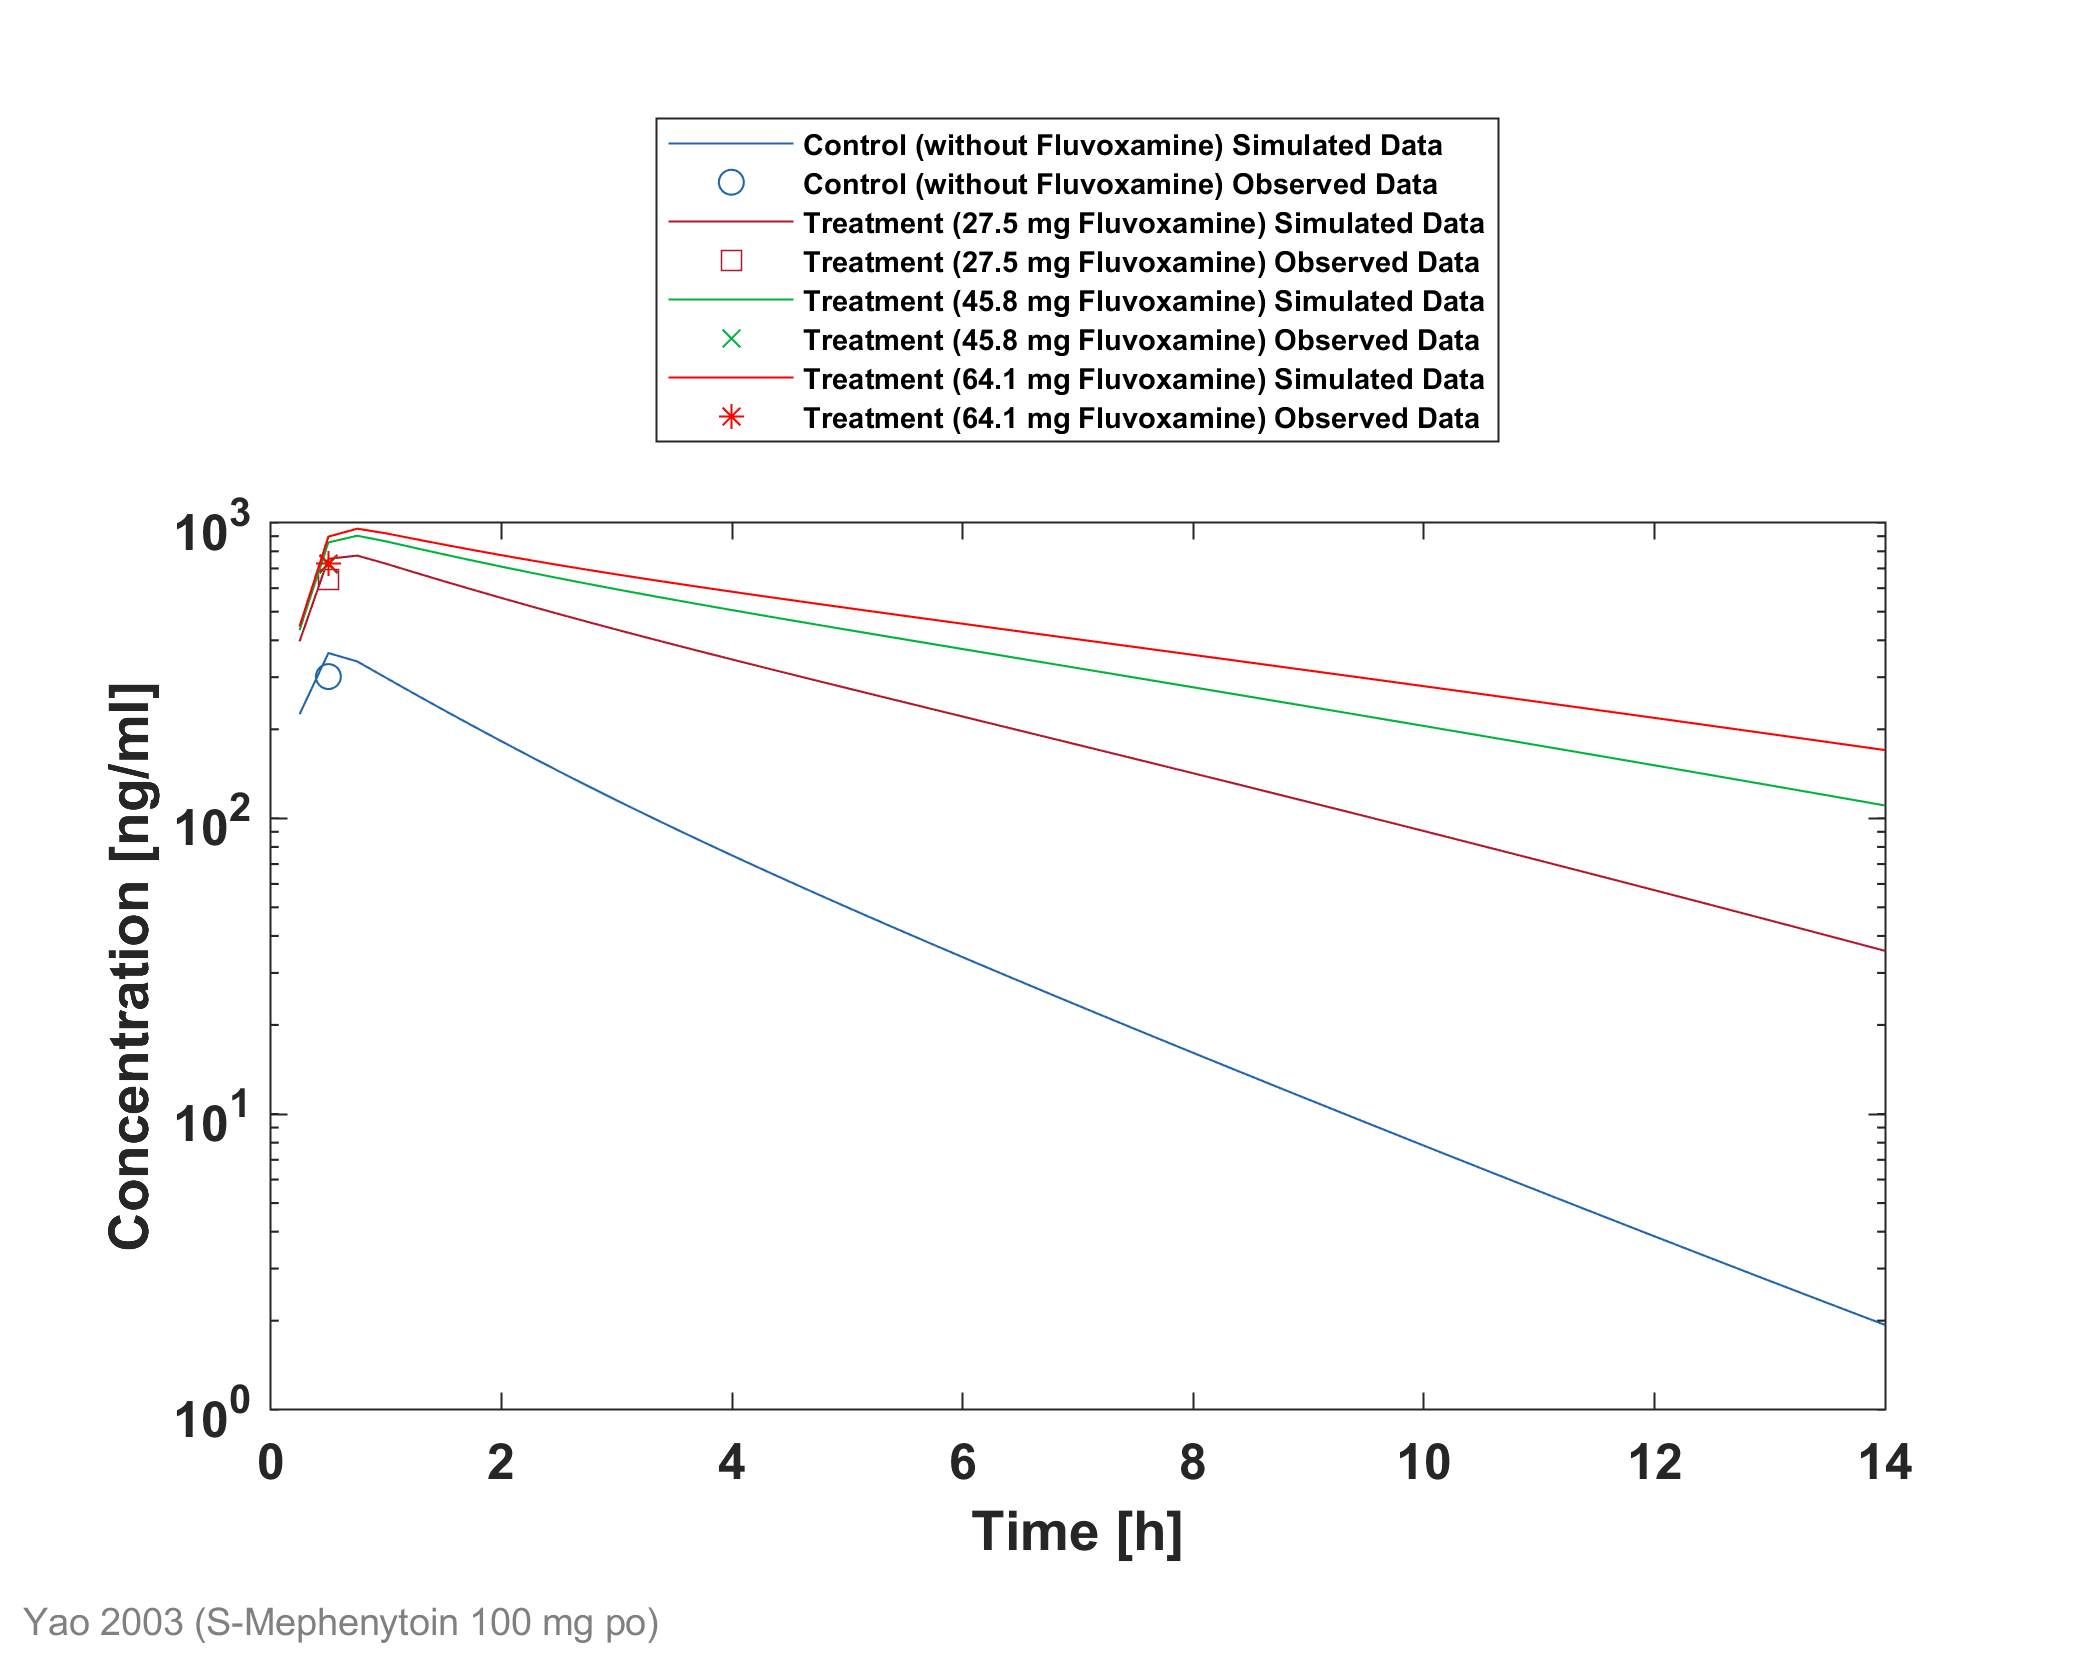 Control (without Fluvoxamine) Simulated Data
Control (without Fluvoxamine) Observed Data
Treatment (27.5 mg Fluvoxamine) Simulated Data
Treatment (27.5 mg Fluvoxamine) Observed Data
Treatment (45.8 mg Fluvoxamine) Simulated Data
Treatment (45.8 mg Fluvoxamine) Observed Data
Treatment (64.1 mg Fluvoxamine) Simulated Data
Treatment (64.1 mg Fluvoxamine) Observed Data
Concentration [ng/ml]
10³
10²
10¹
10⁰
0 2 4 6 8 10 12 14
Time [h]
Yao 2003 (S-Mephenytoin 100 mg po)